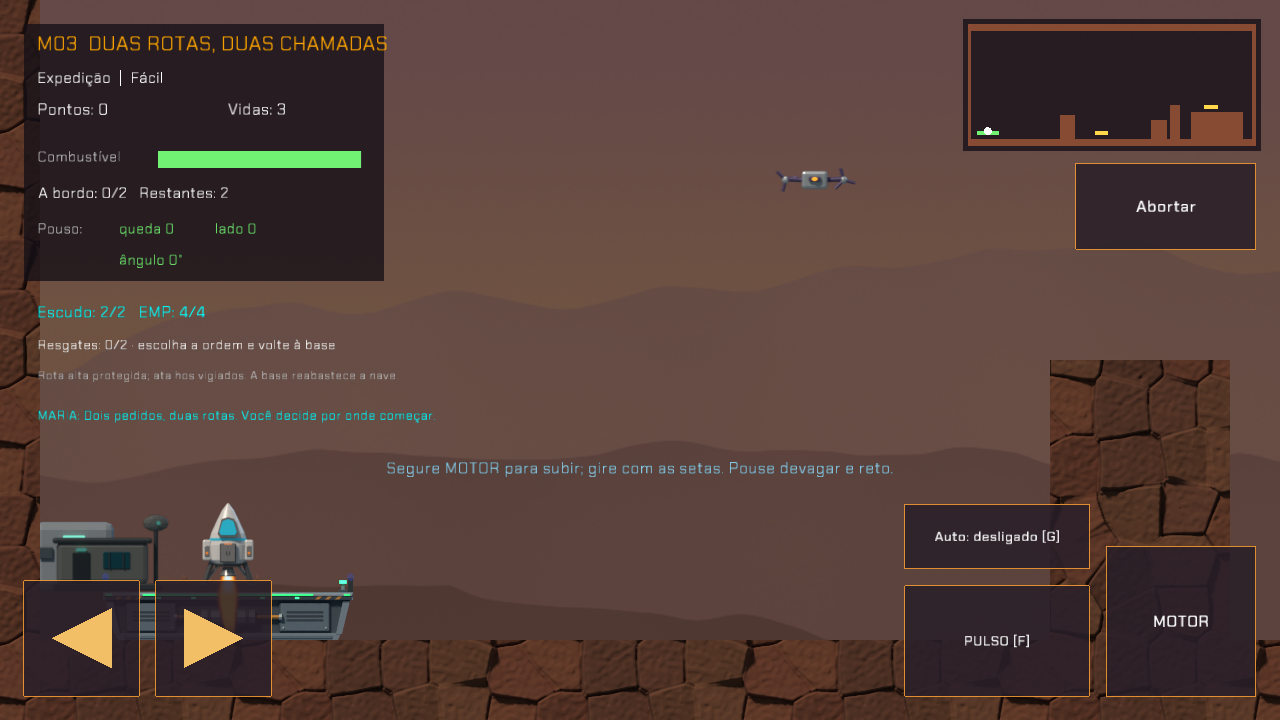 M03 DUAS ROTAS, DUAS CHAMADAS
Expedição | Fácil
Pontos: 0 Vidas: 3
Combustível
A bordo: 0/2 Restantes: 2
Pouso: queda 0 lado 0
ângulo 0°
Abortar
Escudo: 2/2 EMP: 4/4
Resgates: 0/2 · escolha a ordem e volte à base
Rota alta protegida; ata hos vigiados. A base reabastece a nave
MAR A: Dois pedidos, duas rotas. Você decide por onde começar.
Segure MOTOR para subir; gire com as setas. Pouse devagar e reto.
Auto: desligado [G]
PULSO [F]
MOTOR